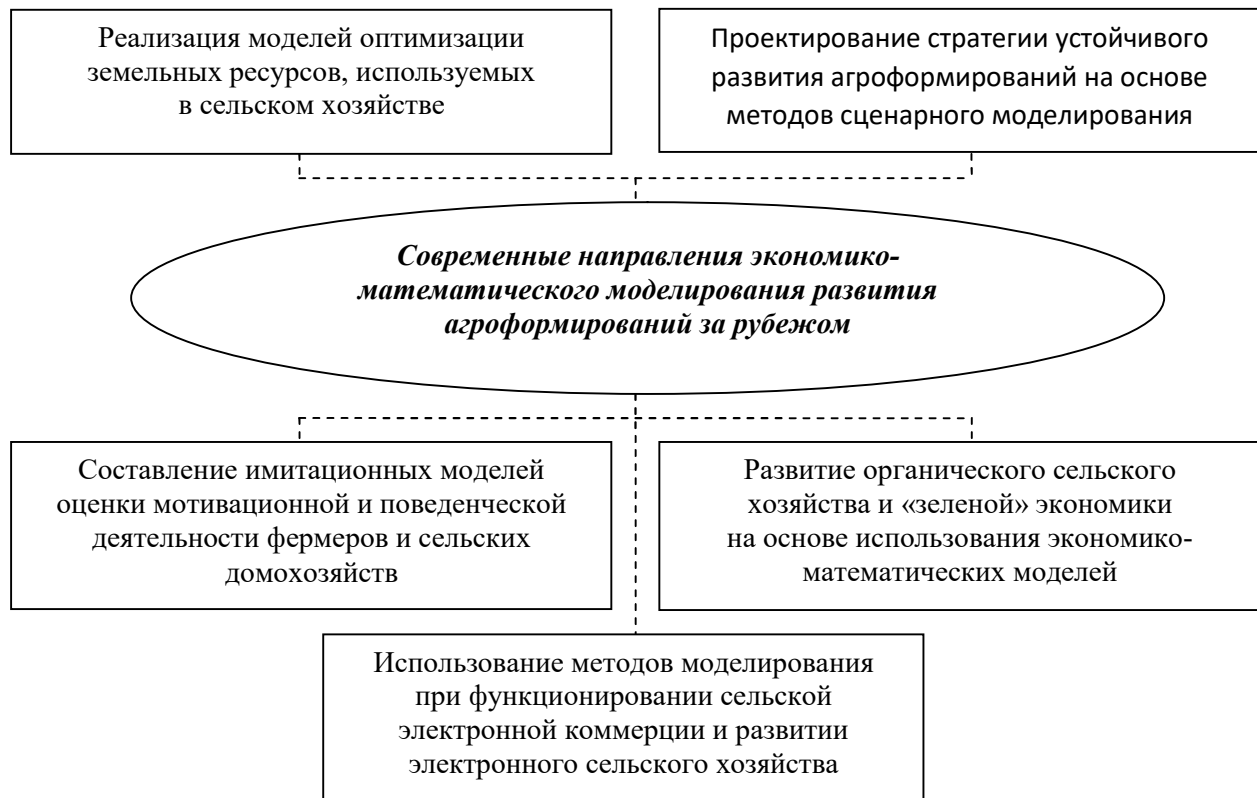 Реализация моделей оптимизации
земельных ресурсов, используемых
в сельском хозяйстве
Проектирование стратегии устойчивого
развития агроформирований на основе
методов сценарного моделирования
Современные направления экономико-
математического моделирования развития
агроформирований за рубежом
Составление имитационных моделей
оценки мотивационной и поведенческой
деятельности фермеров и сельских
домохозяйств
Развитие органического сельского
хозяйства и «зеленой» экономики
на основе использования экономико-
математических моделей
Использование методов моделирования
при функционировании сельской
электронной коммерции и развитии
электронного сельского хозяйства